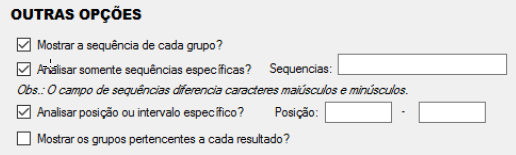 OUTRAS OPÇÕES
Mostrar a sequência de cada grupo?
Analisar somente sequências específicas? Sequencias:
Obs.: O campo de sequências diferencia caracteres maiúsculos e minúsculos.
Analisar posição ou intervalo específico? Posição: -
Mostrar os grupos pertencentes a cada resultado?